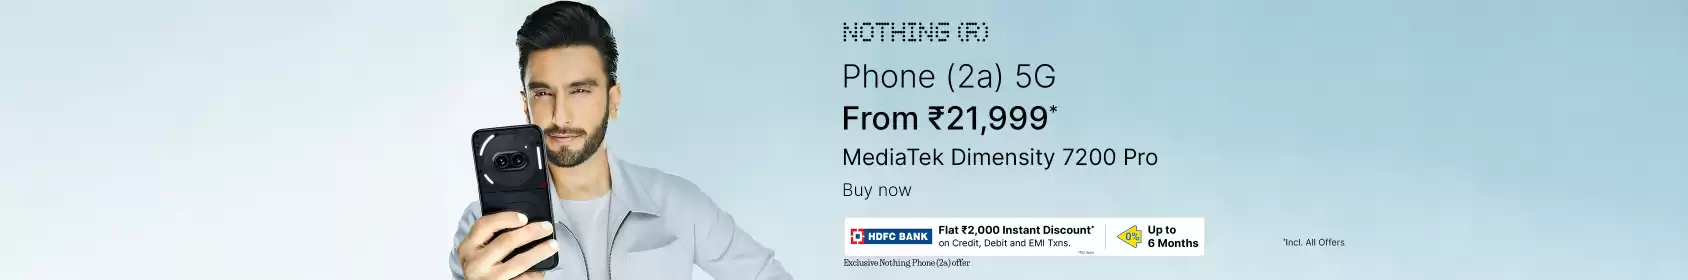 NOTHING (R)
Phone (2a) 5G
From ₹21,999*
MediaTek Dimensity 7200 Pro
Buy now
HDFC BANK
Flat ₹2,000 Instant Discount*
on Credit, Debit and EMI Txns.
0%
Up to
6 Months
*Incl. All Offers
Exclusive Nothing Phone (2a) offer